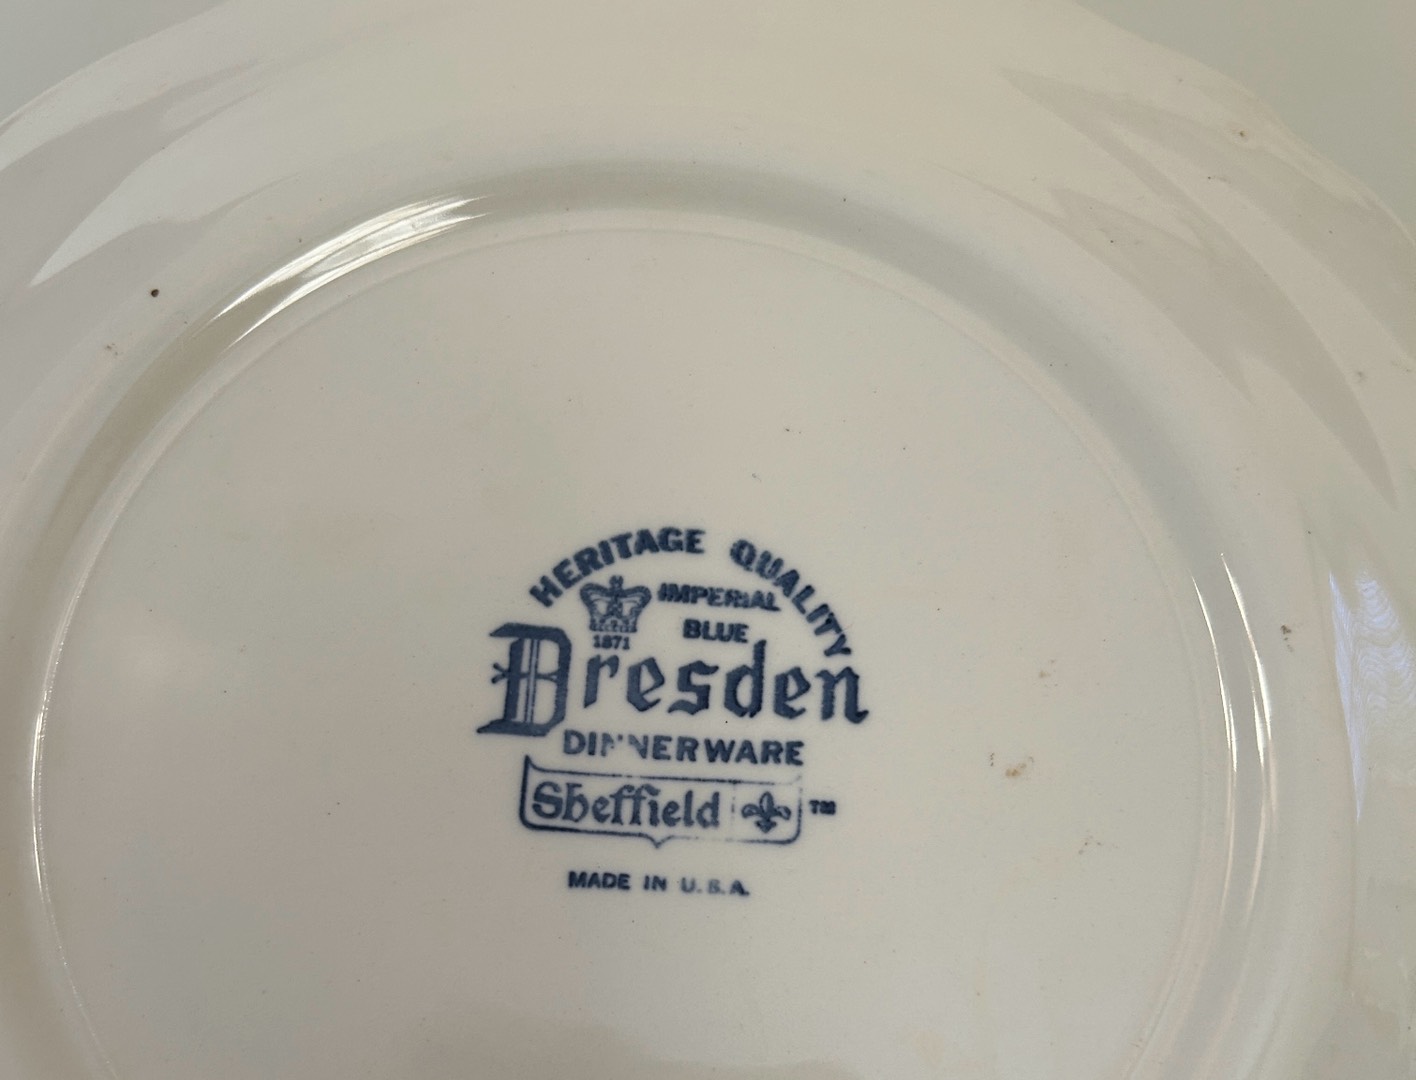 HERITAGE QUALITY
IMPERIAL
BLUE
1871
Dresden
DINNERWARE
Sheffield TM
MADE IN U.S.A.